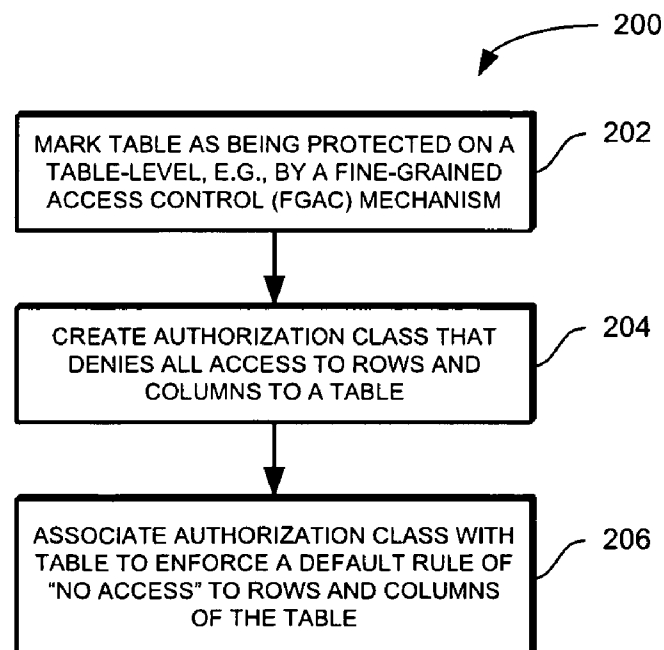 200
MARK TABLE AS BEING PROTECTED ON A
TABLE-LEVEL, E.G., BY A FINE-GRAINED
ACCESS CONTROL (FGAC) MECHANISM
202
CREATE AUTHORIZATION CLASS THAT
DENIES ALL ACCESS TO ROWS AND
COLUMNS TO A TABLE
204
ASSOCIATE AUTHORIZATION CLASS WITH
TABLE TO ENFORCE A DEFAULT RULE OF
“NO ACCESS” TO ROWS AND COLUMNS
OF THE TABLE
206